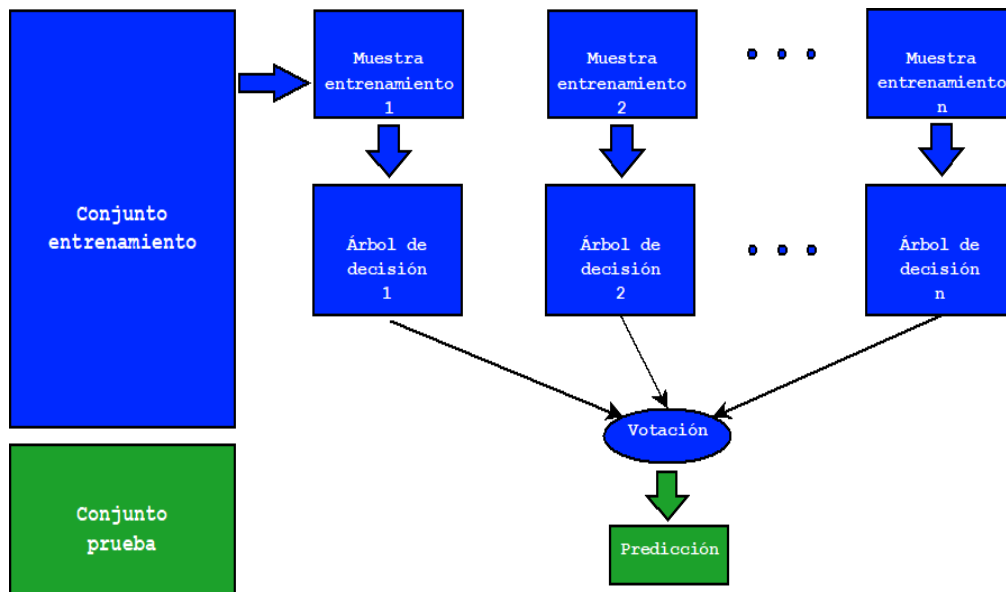 Muestra
entrenamiento
1
Muestra
entrenamiento
2
Muestra
entrenamiento
n
Conjunto
entrenamiento
Árbol de
decisión
1
Árbol de
decisión
2
Árbol de
decisión
n
Votación
Conjunto
prueba
Predicción